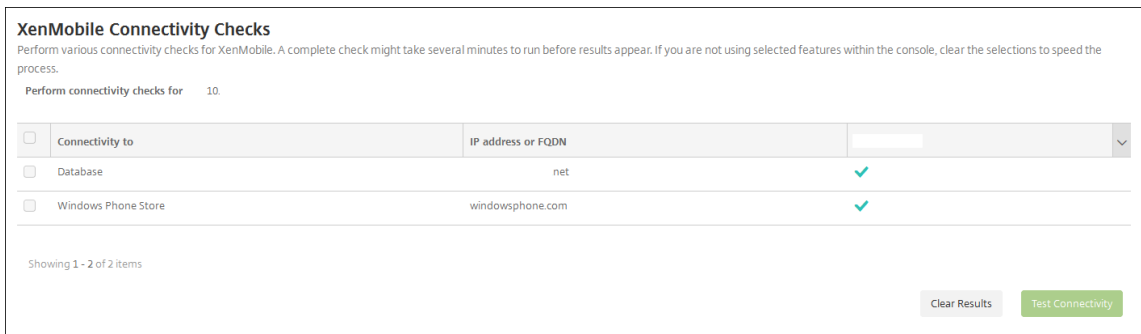 XenMobile Connectivity Checks
Perform various connectivity checks for XenMobile. A complete check might take several minutes to run before results appear. If you are not using selected features within the console, clear the selections to speed the
process.
Perform connectivity checks for 10.
Connectivity to IP address or FQDN
Database net
Windows Phone Store windowsphone.com
Showing 1 - 2 of 2 items
Clear Results Test Connectivity